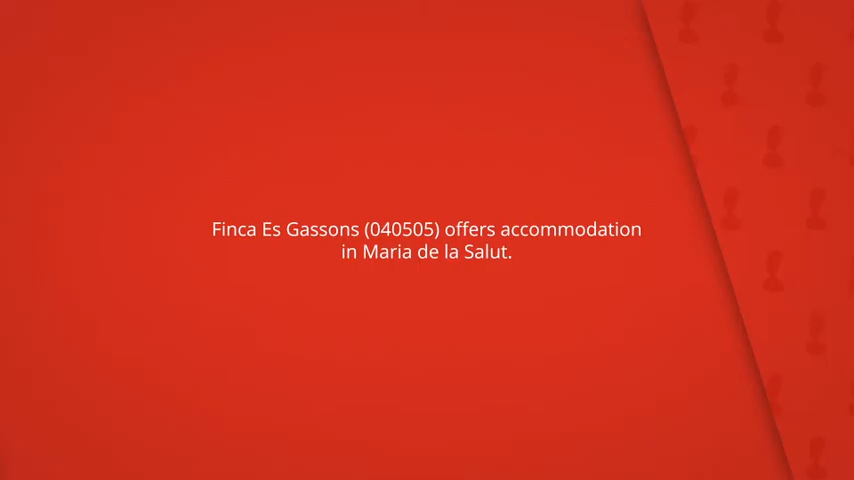 Finca Es Gassons (040505) offers accommodation
in Maria de la Salut.